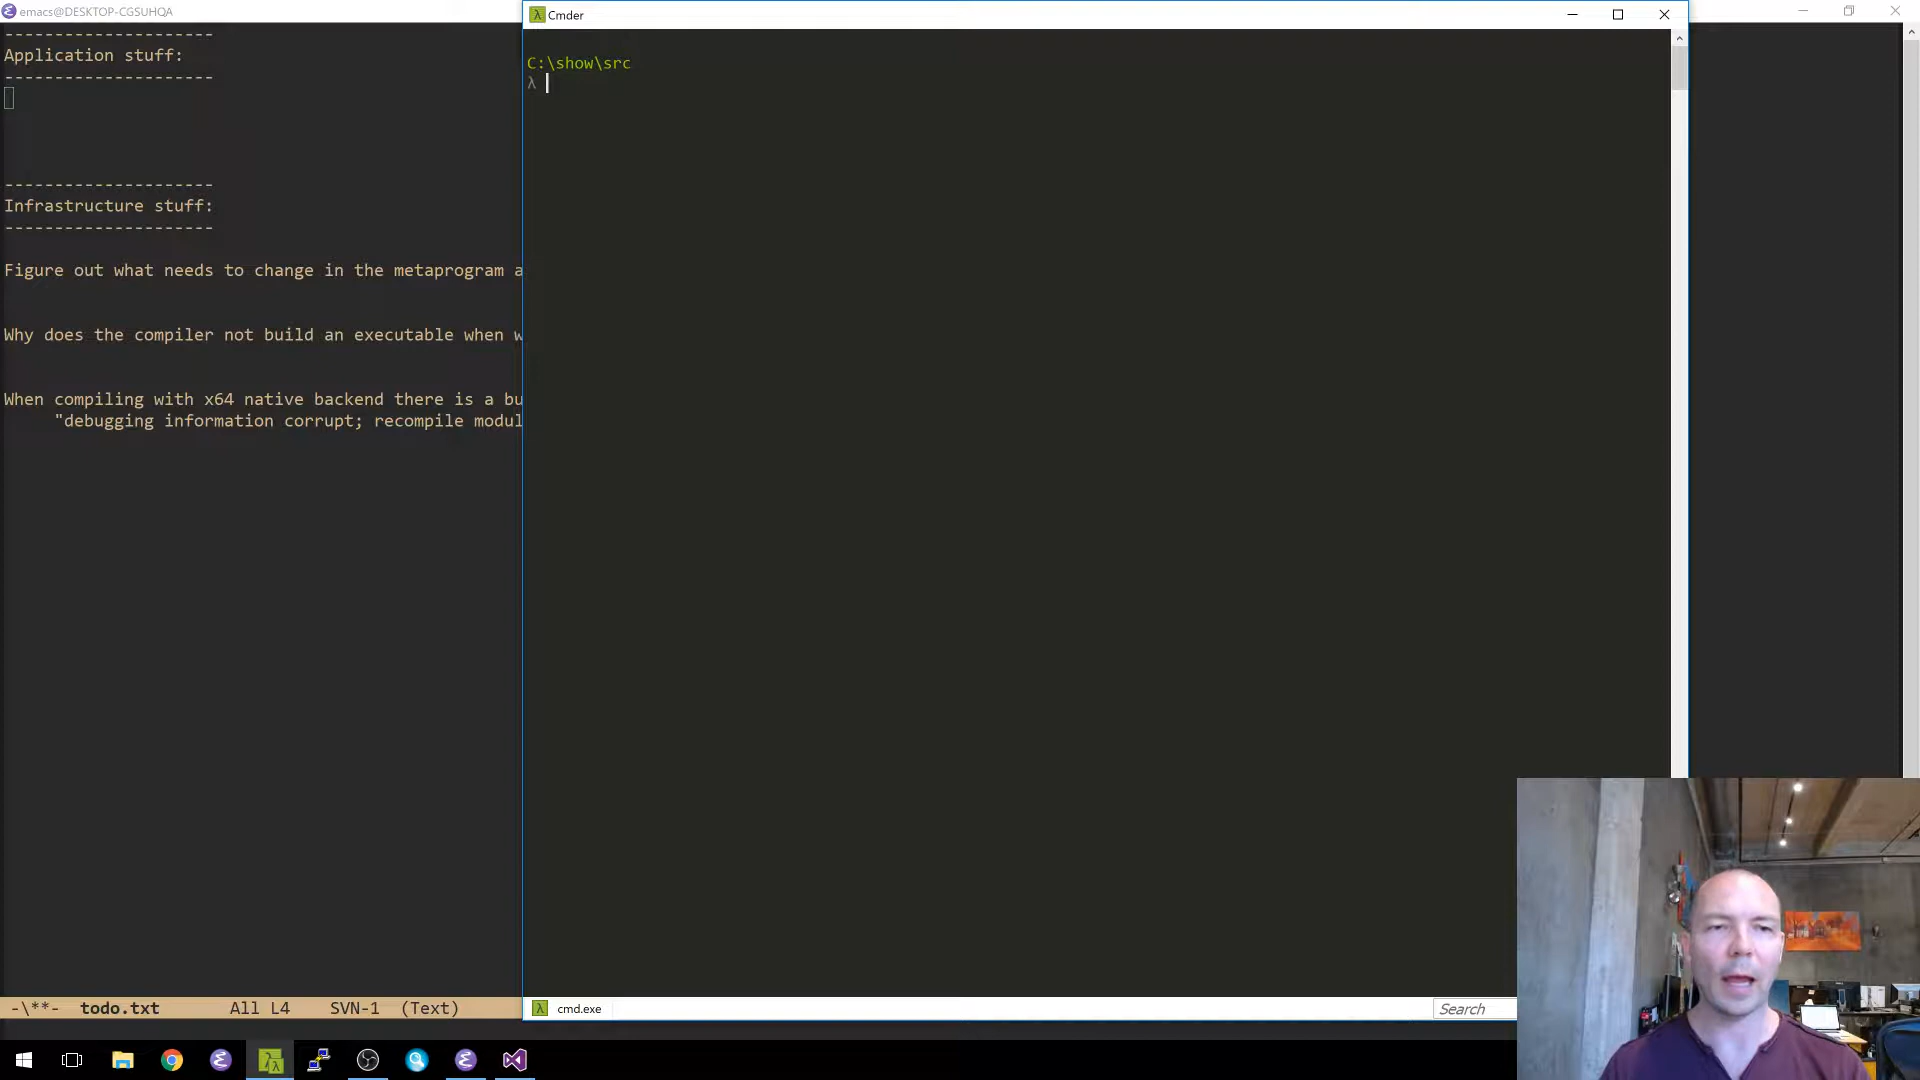 emacs@DESKTOP-CGSUHQA
---------------------
Application stuff:
---------------------
---------------------
Infrastructure stuff:
---------------------
Figure out what needs to change in the metaprogram a
Why does the compiler not build an executable when w
When compiling with x64 native backend there is a bu
"debugging information corrupt; recompile modul
-\**- todo.txt All L4 SVN-1 (Text)
Cmder
C:\show\src
λ
cmd.exe
Search